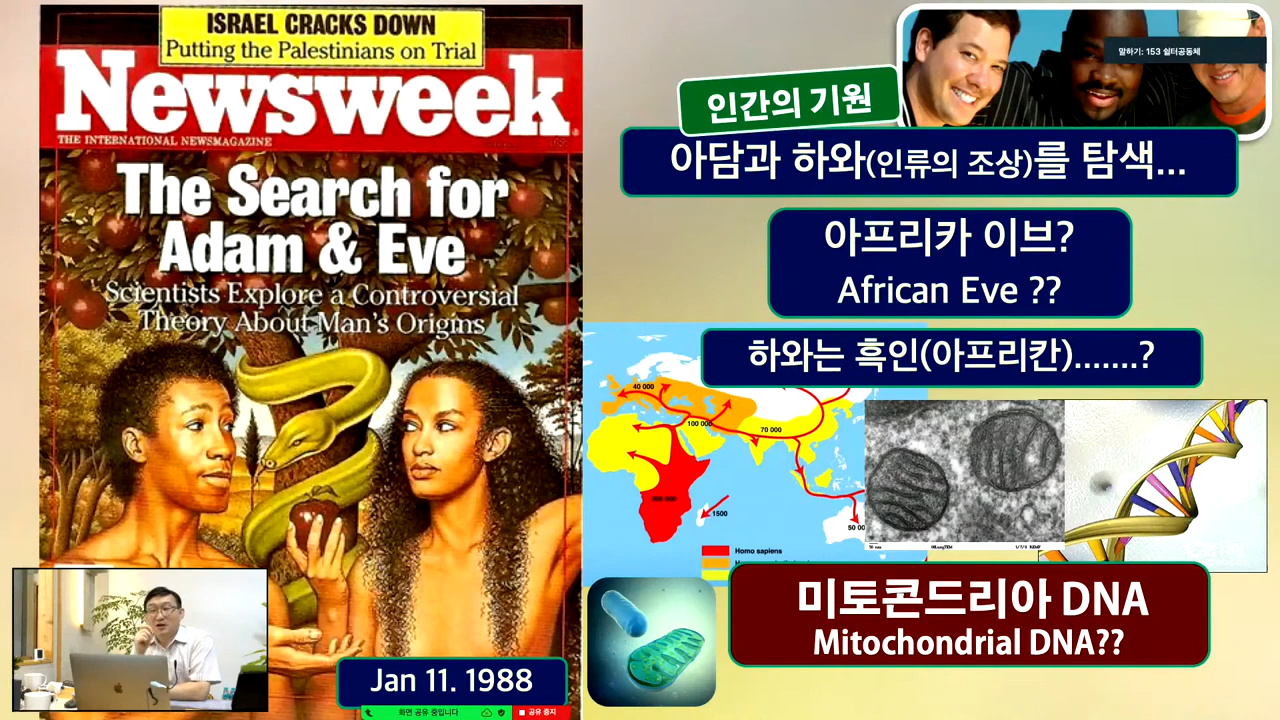 ISRAEL CRACKS DOWN
Putting the Palestinians on Trial
Newsweek
THE INTERNATIONAL NEWSMAGAZINE
The Search for
Adam & Eve
Scientists Explore a Controversial
Theory About Man's Origins
Jan 11. 1988
화면 공유 중입니다
공유 중지
말하기: 153 쉴터공동체
인간의 기원
아담과 하와(인류의 조상)를 탐색...
아프리카 이브?
African Eve ??
하와는 흑인(아프리칸).......?
40 000
100 000
70 000
1500
50 00
Homo sapiens
미토콘드리아 DNA
Mitochondrial DNA??